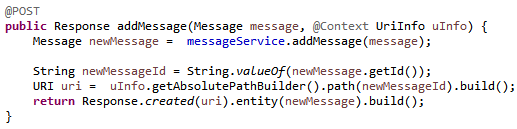 @POST
public Response addMessage(Message message, @Context UriInfo uInfo) {
    Message newMessage =  messageService.addMessage(message);

    String newMessageId = String.valueOf(newMessage.getId());
    URI uri =  uInfo.getAbsolutePathBuilder().path(newMessageId).build();
    return Response.created(uri).entity(newMessage).build();
}